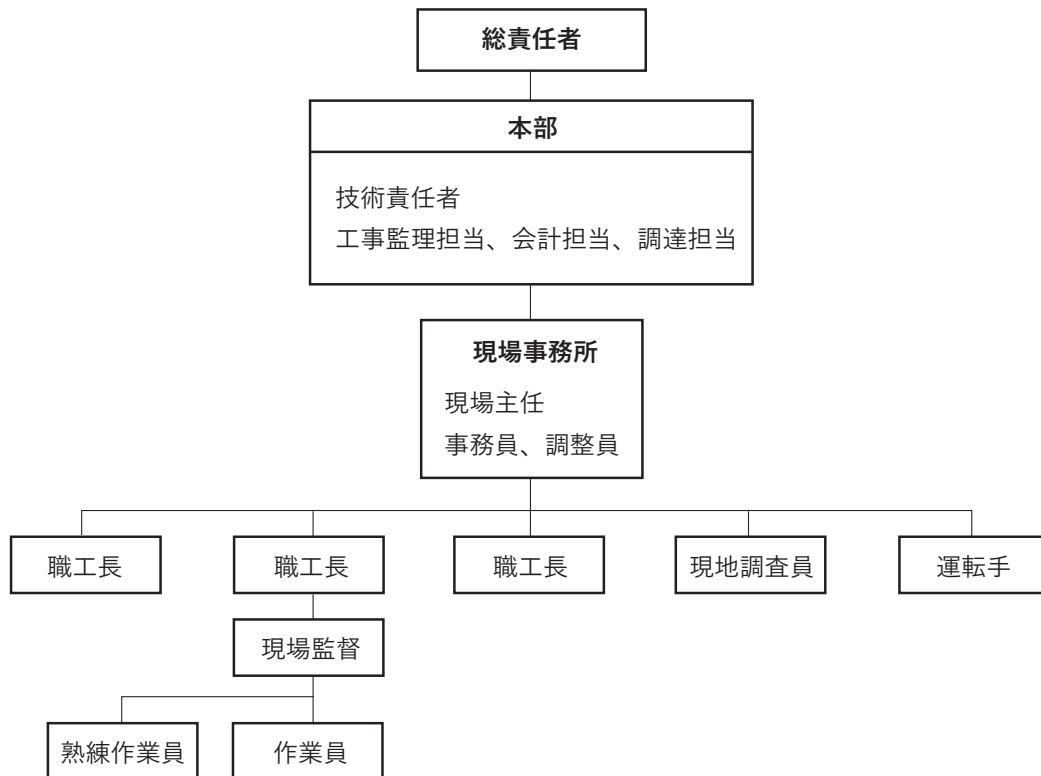 総責任者
本部
技術責任者
工事監理担当、会計担当、調達担当
現場事務所
現場主任
事務員、調整員
職工長
職工長
職工長
現地調査員
運転手
現場監督
熟練作業員
作業員